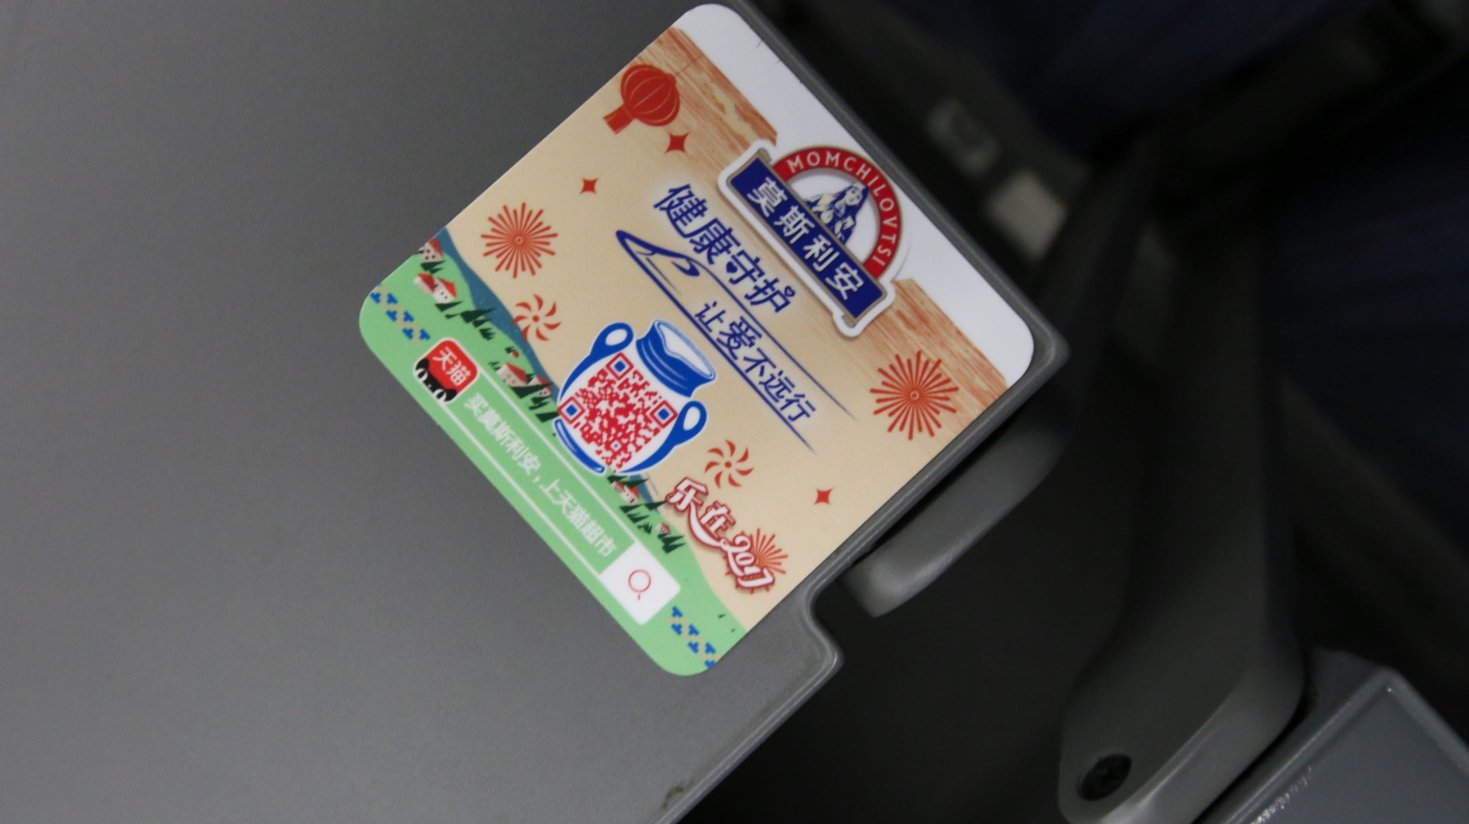 MOMCHILOVTSI
莫斯利安
健康守护
让爱不远行
乐在2017
天猫
买莫斯利安,上天猫超市